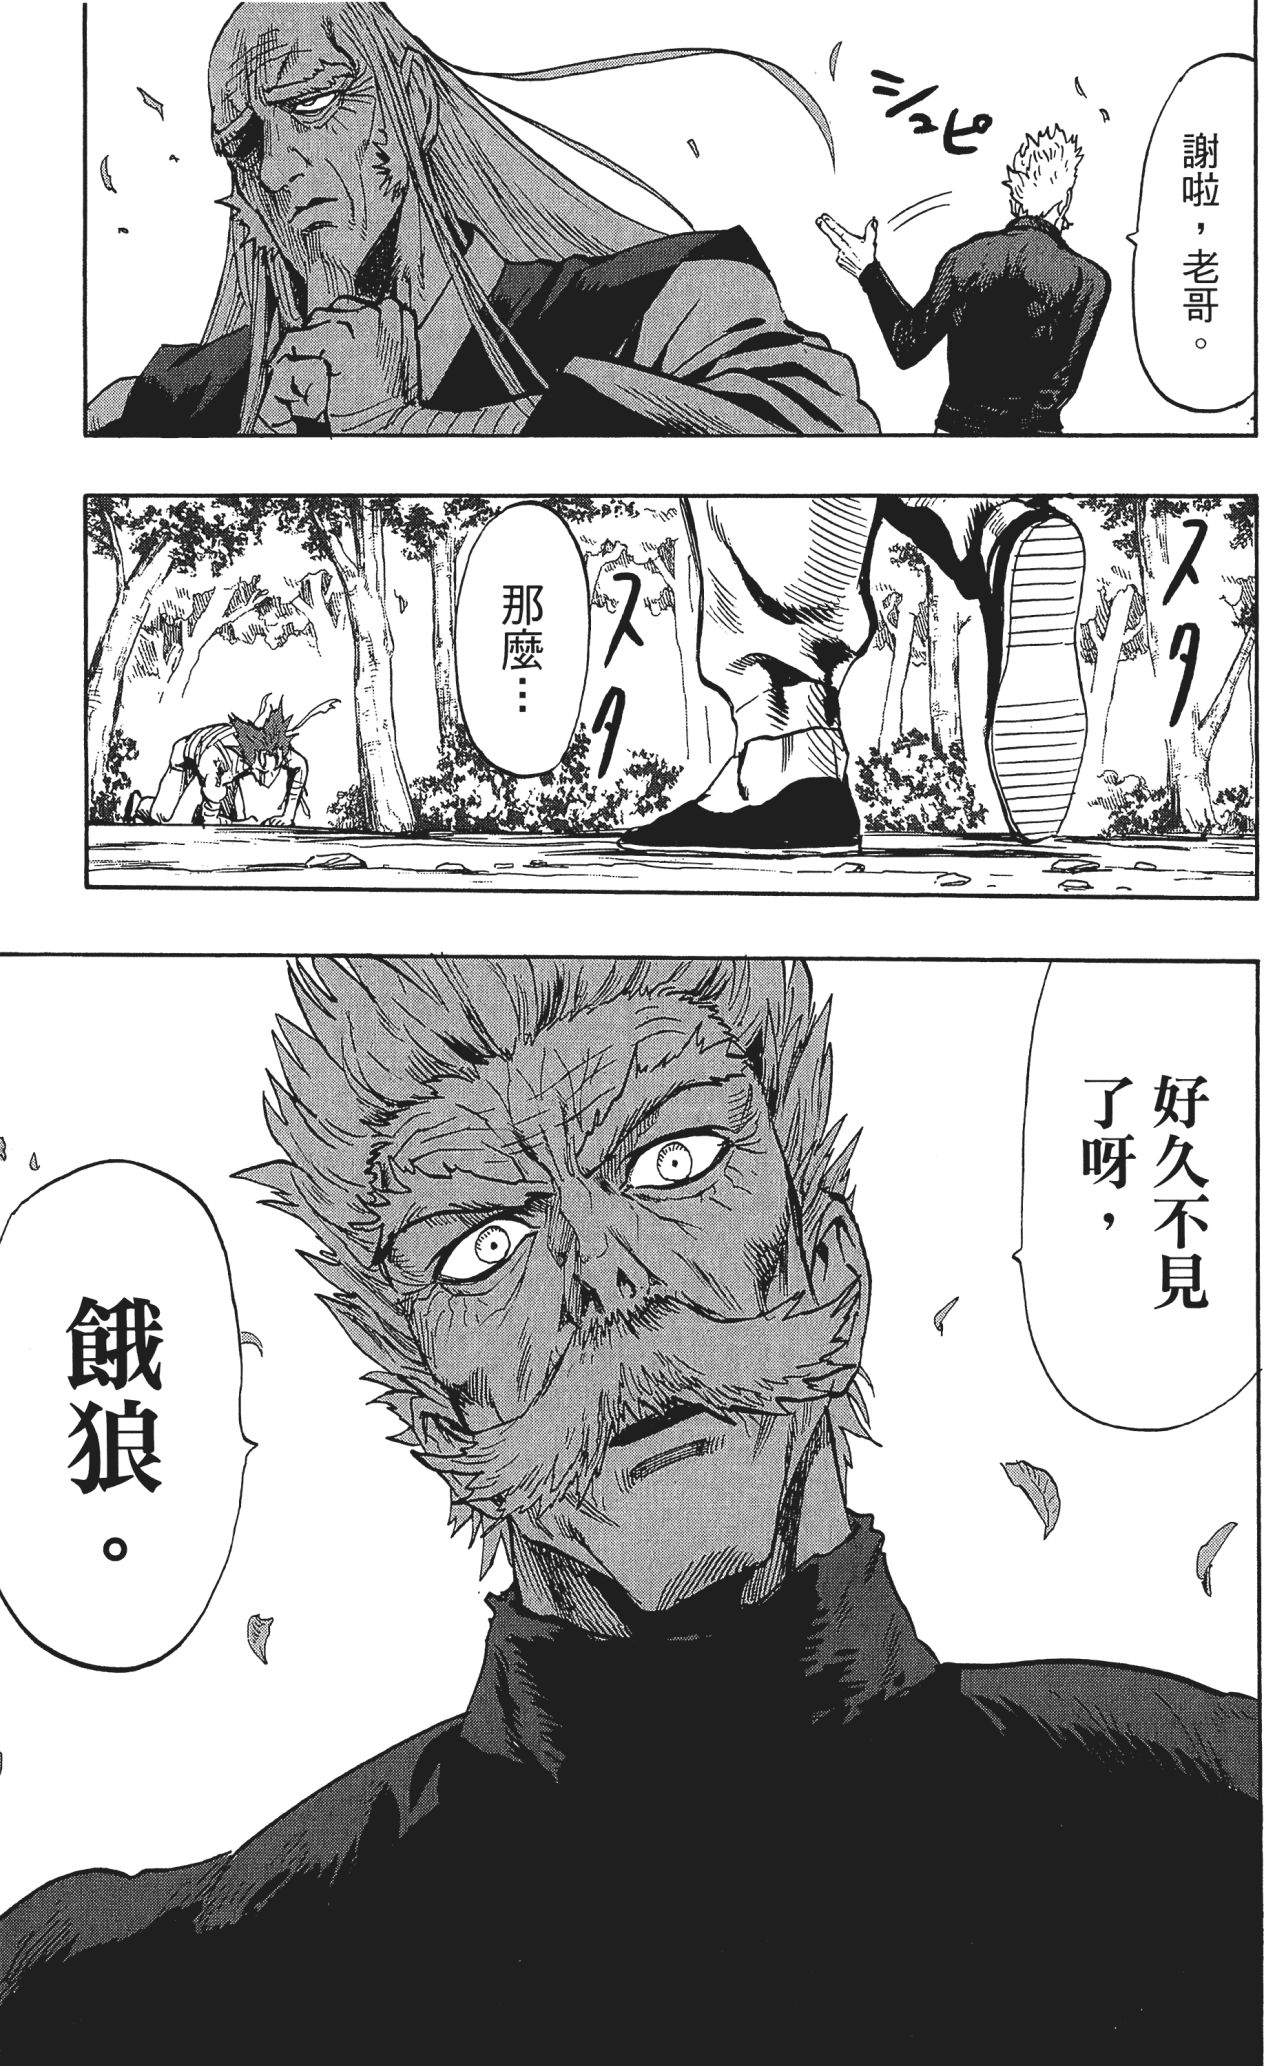 謝啦，老哥。
シュピ
スタ
スタ
那麼…
好久不見
了呀，
餓狼。